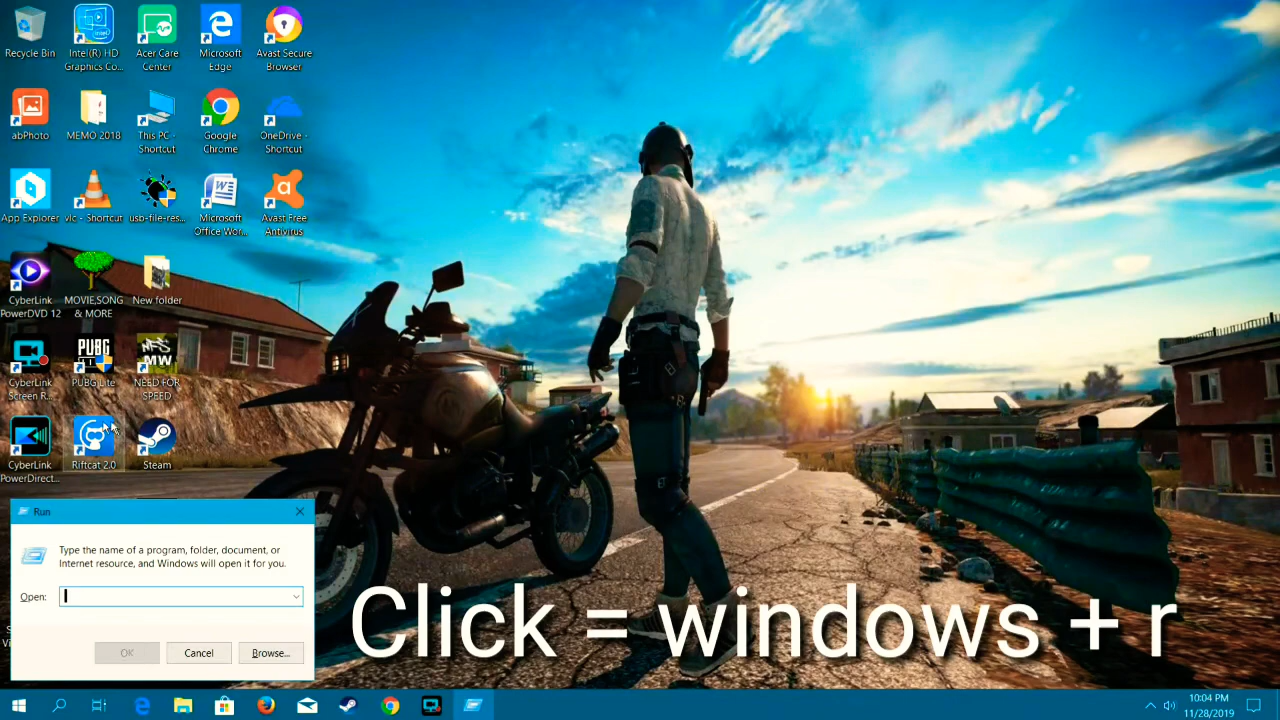 Recycle Bin
Intel(R) HD
Graphics Co...
Acer Care
Center
Microsoft
Edge
Avast Secure
Browser
abPhoto
MEMO 2018
This PC -
Shortcut
Google
Chrome
OneDrive -
Shortcut
App Explorer
vlc - Shortcut
usb-file-res...
Microsoft
Office Wor...
Avast Free
Antivirus
CyberLink
PowerDVD 12
MOVIE,SONG
& MORE
New folder
CyberLink
Screen R...
PUBG
PUBG Lite
MW
NEED FOR
SPEED
CyberLink
PowerDirect...
Riftcat 2.0
Steam
Run
Type the name of a program, folder, document, or
Internet resource, and Windows will open it for you.
Open:
OK
Cancel
Browse...
Click = windows + r
10:04 PM
11/28/2019